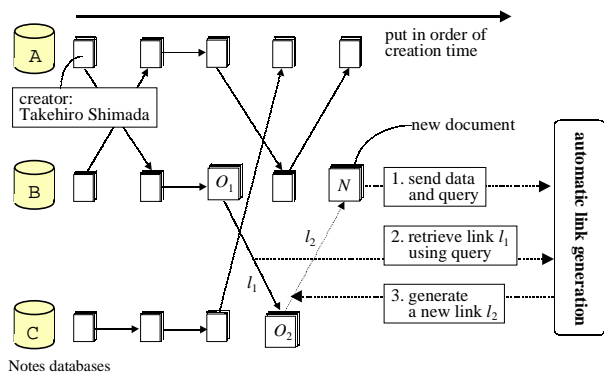 put in order of
creation time
A
creator:
Takehiro Shimada
new document
B
O1
N
1. send data
and query
l2
2. retrieve link l1
using query
l1
3. generate
a new link l2
automatic link generation
C
O2
Notes databases